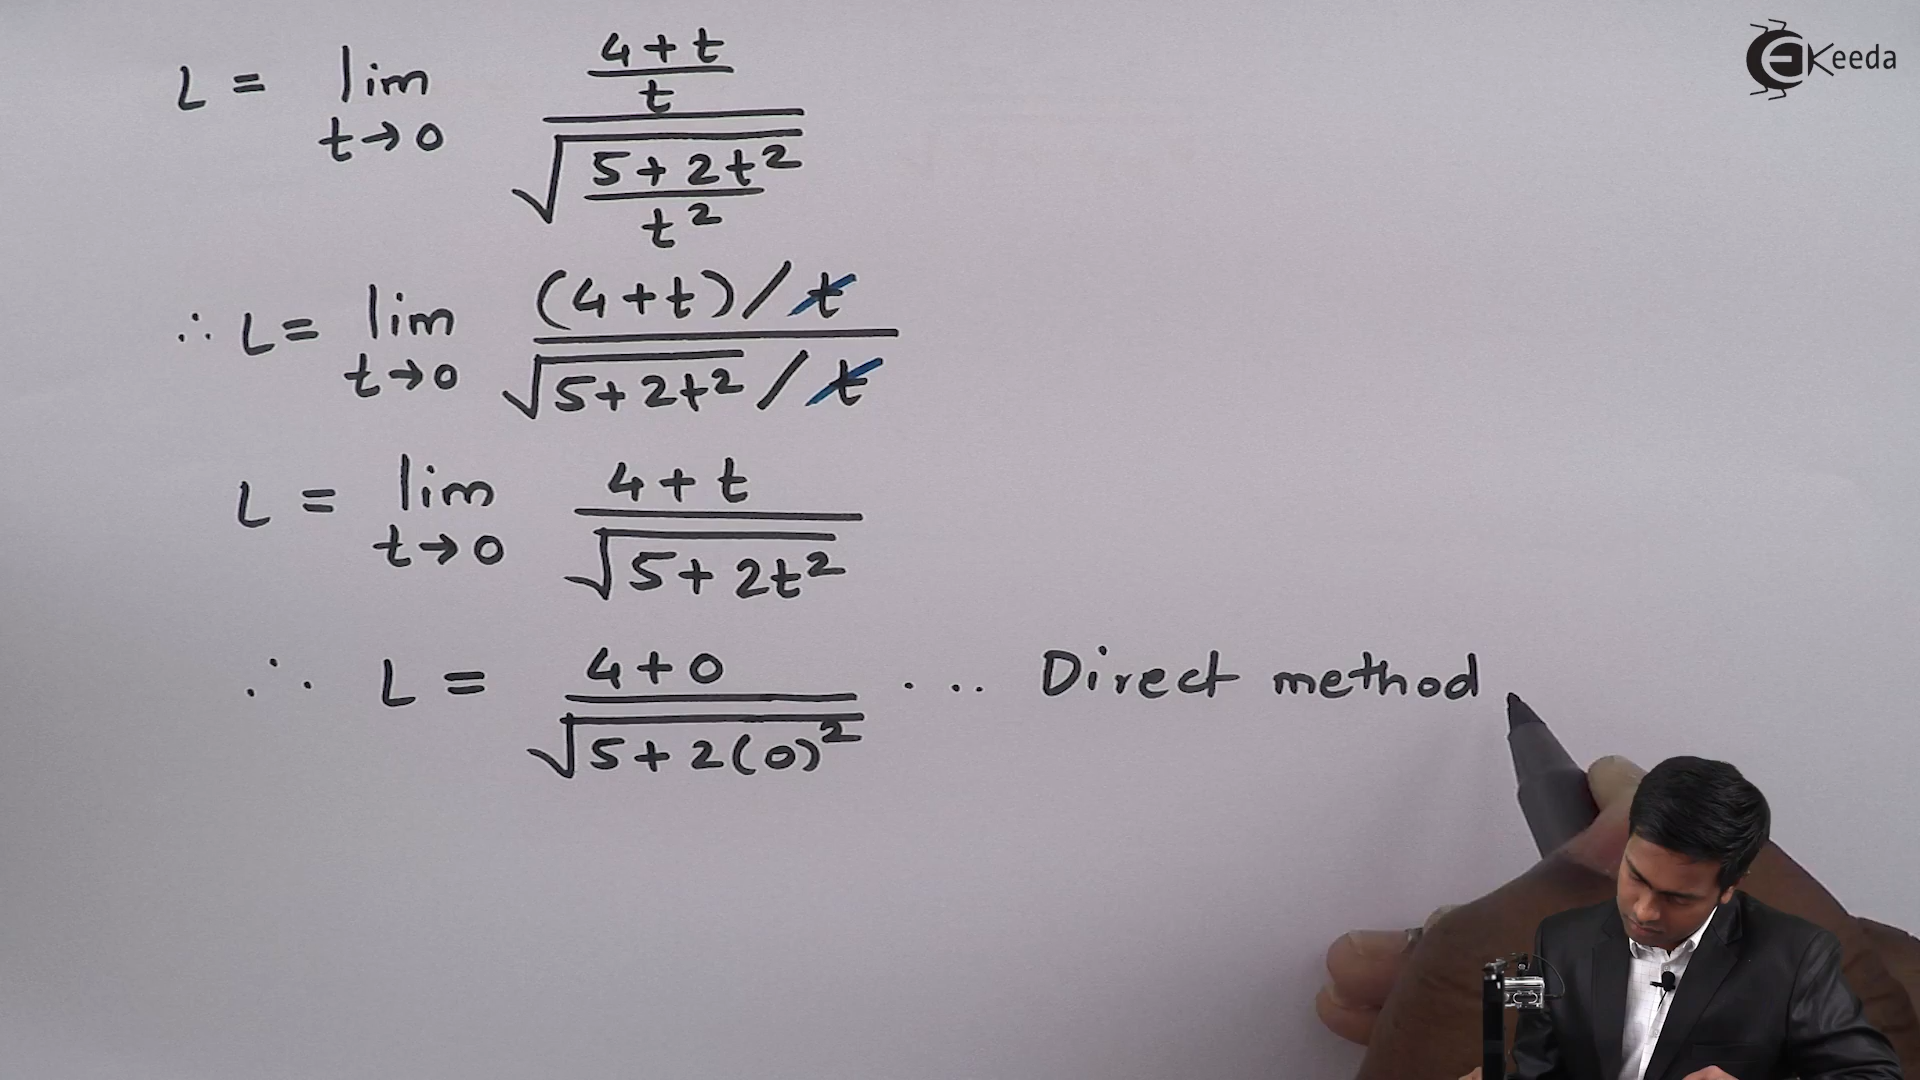 Keeda
L = lim t→0 ((4+t)/t) / √((5+2t²)/t²)
∴ L = lim t→0 (4+t)/t / √5+2t²/t
L = lim t→0 (4+t) / √(5+2t²)
∴ L = (4+0) / √(5+2(0)²) .... Direct method